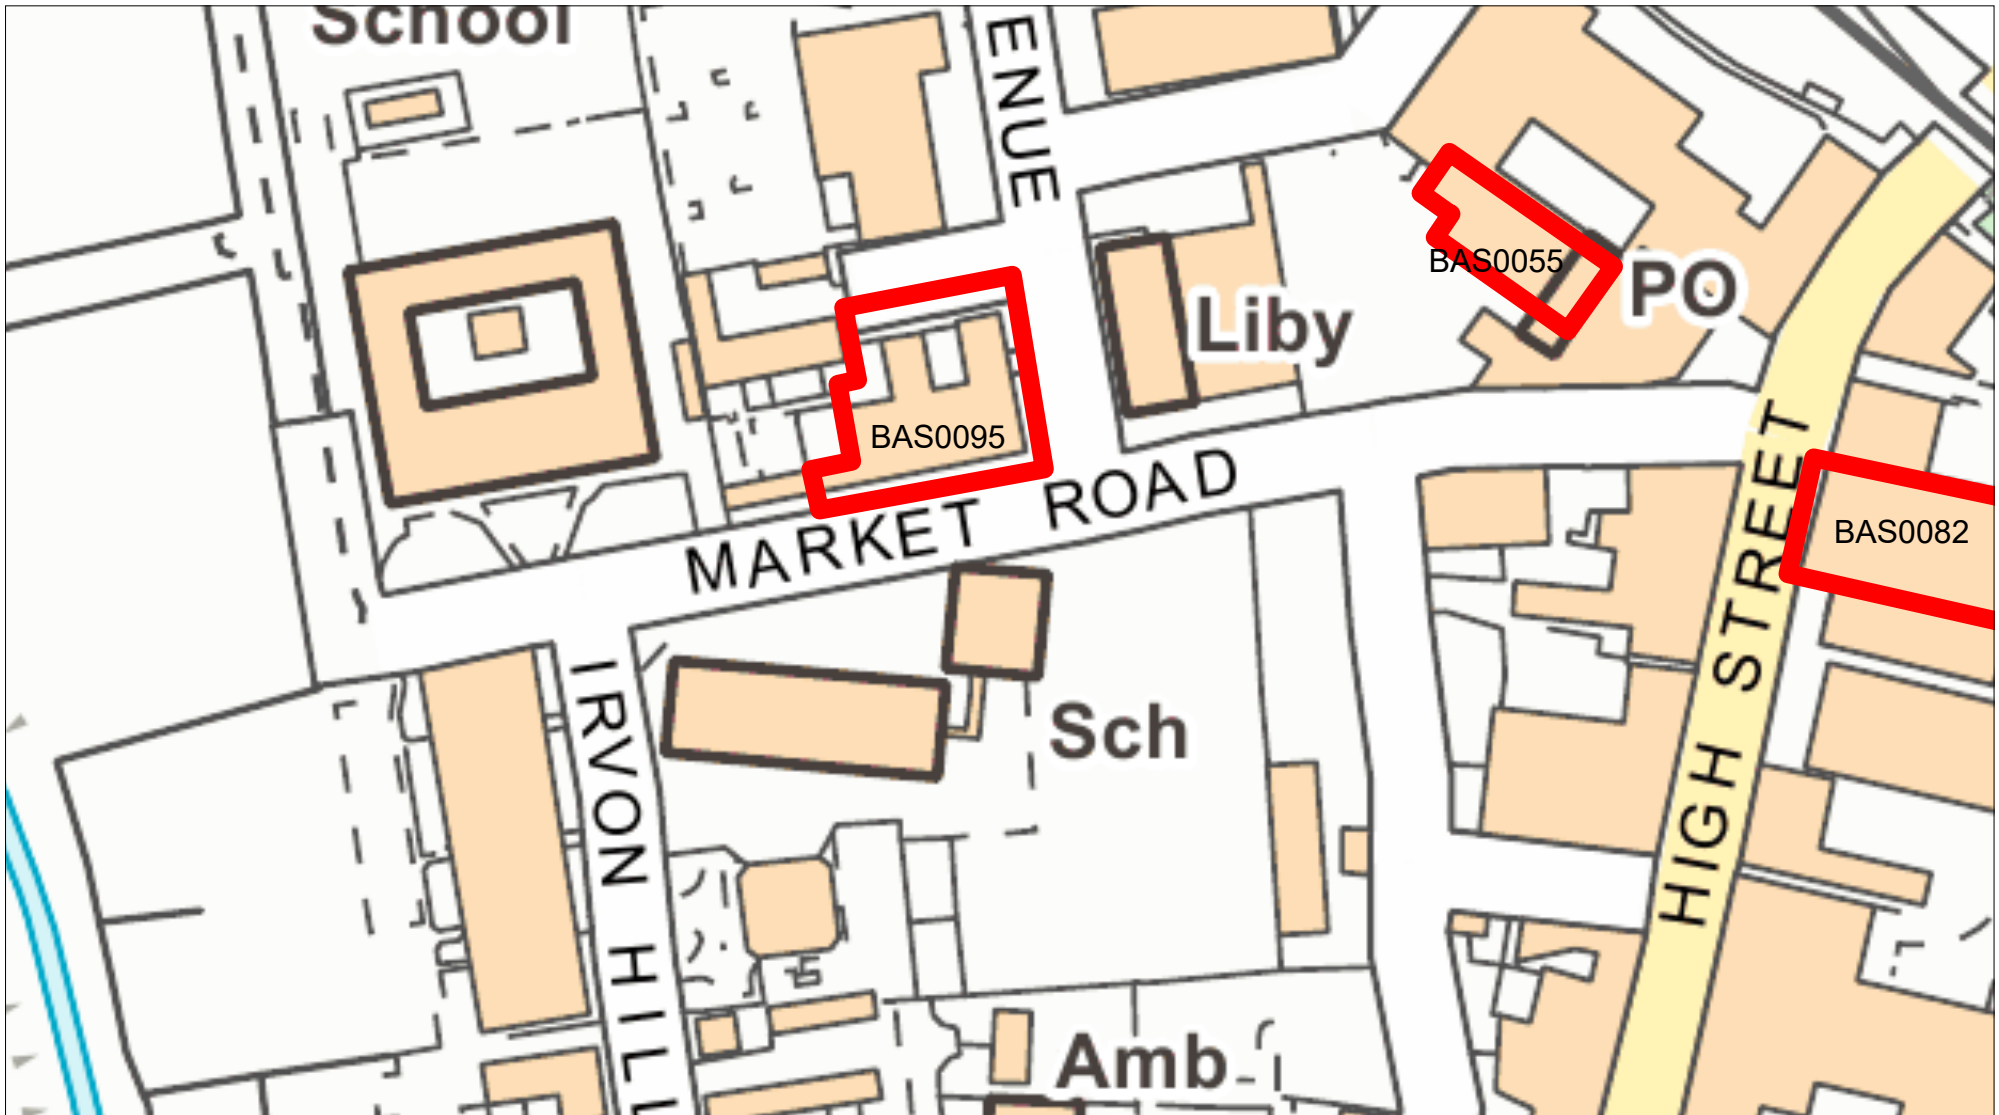 School
ENUE
BAS0055
PO
Liby
BAS0095
MARKET ROAD
HIGH STREET
BAS0082
IRVON HILL
Sch
Amb